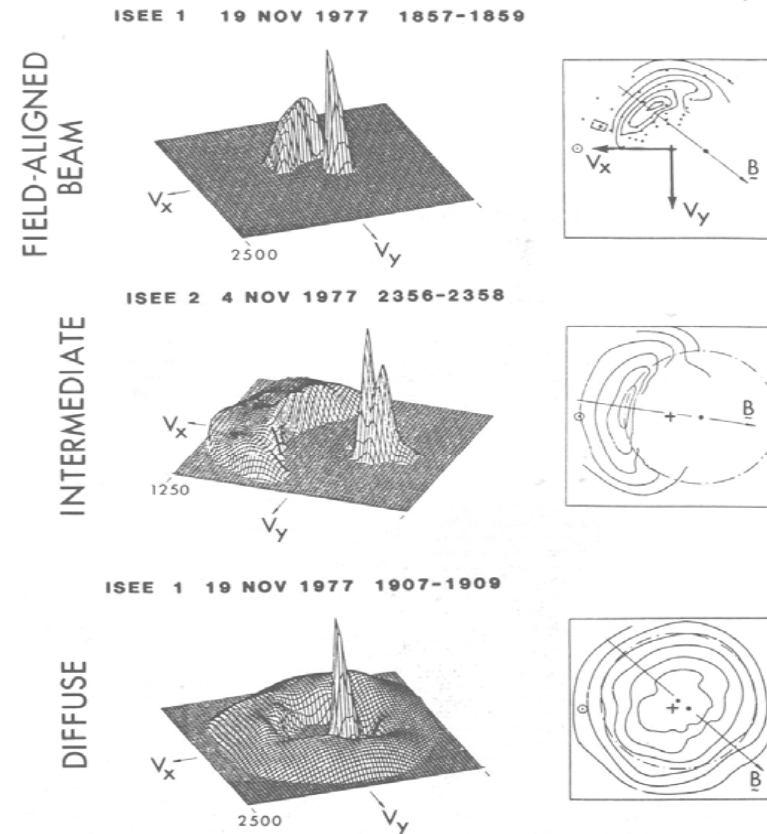 ISEE 1 19 NOV 1977 1857-1859
FIELD-ALIGNED
BEAM
Vx
2500
Vy
Vx
Vy
B
ISEE 2 4 NOV 1977 2356-2358
INTERMEDIATE
Vx
1250
Vy
B
ISEE 1 19 NOV 1977 1907-1909
DIFFUSE
Vx
2500
Vy
B